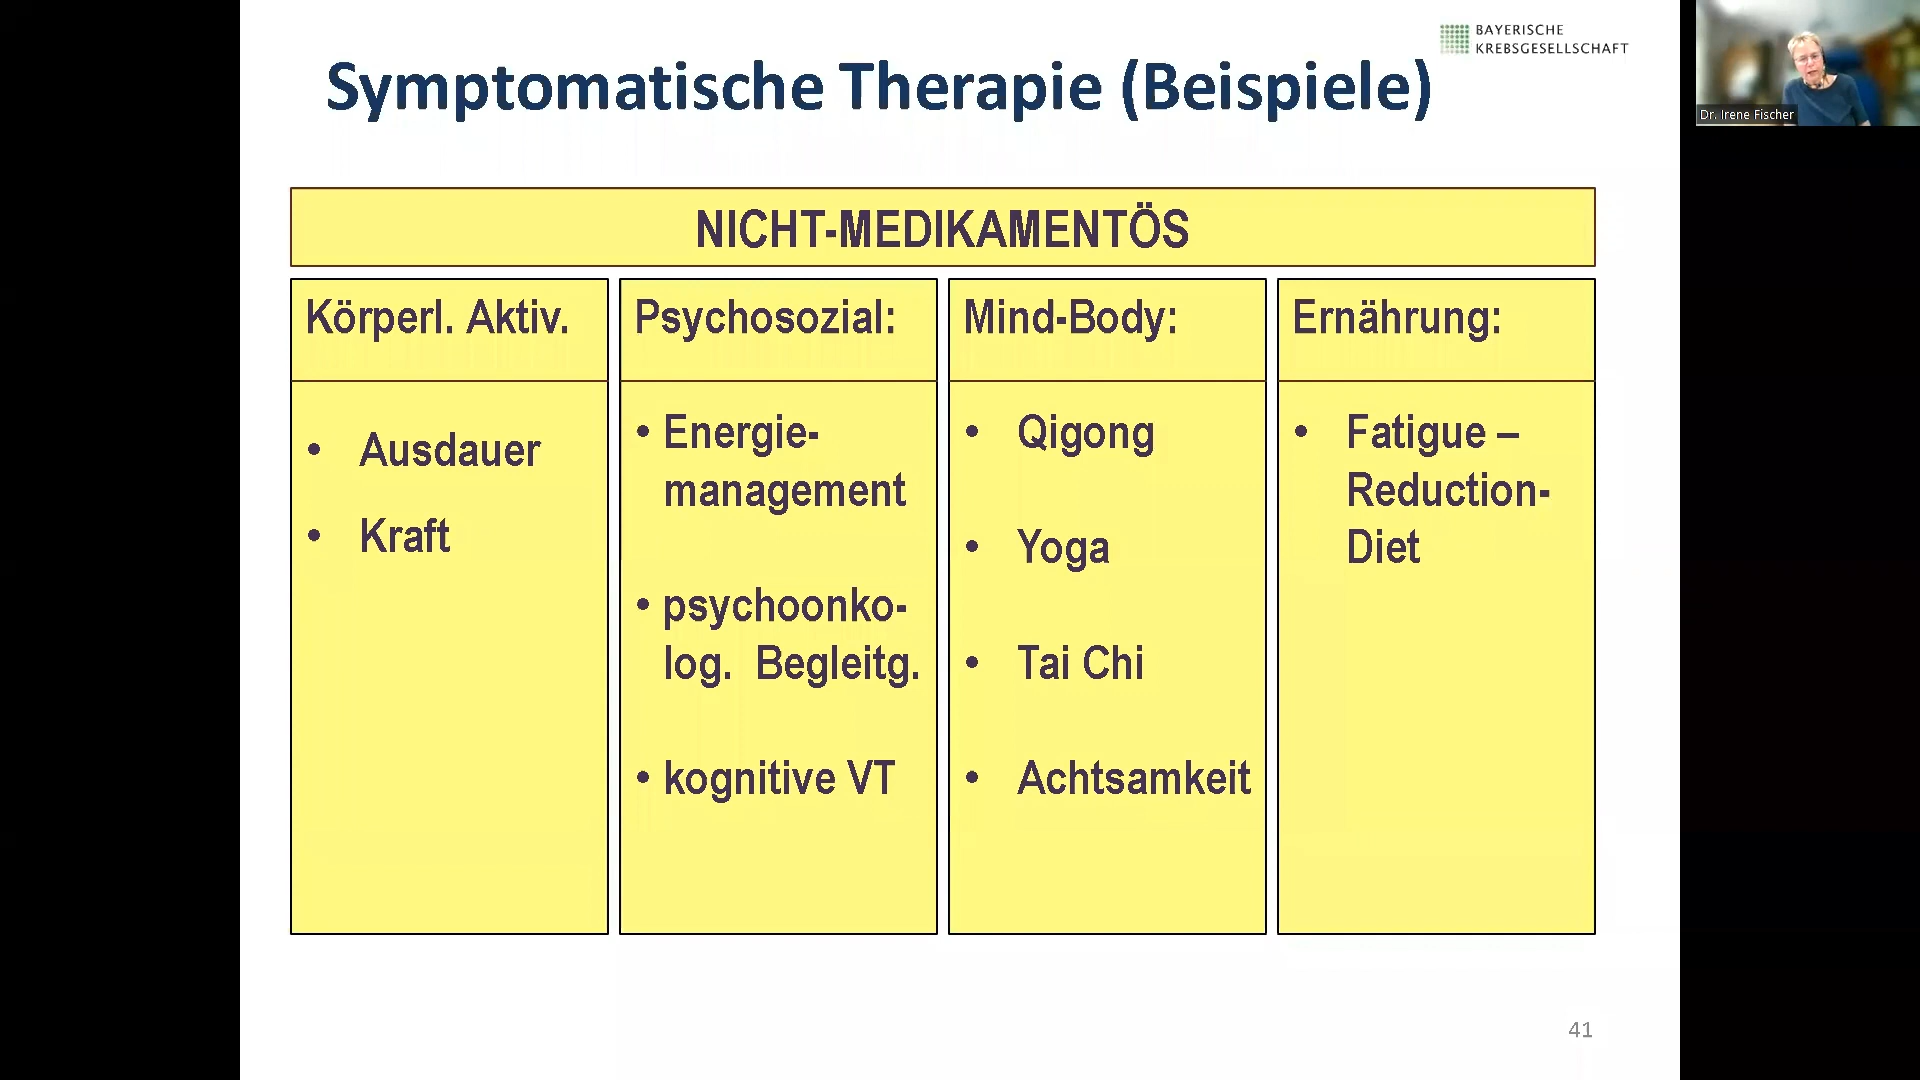 BAYERISCHE
KREBSGESELLSCHAFT
Symptomatische Therapie (Beispiele)
Dr. Irene Fischer
NICHT-MEDIKAMENTÖS
Körperl. Aktiv.
• Ausdauer
• Kraft
Psychosozial:
• Energie-
management
• psychoonko-
log. Begleitg.
• kognitive VT
Mind-Body:
• Qigong
• Yoga
• Tai Chi
• Achtsamkeit
Ernährung:
• Fatigue –
Reduction-
Diet
41